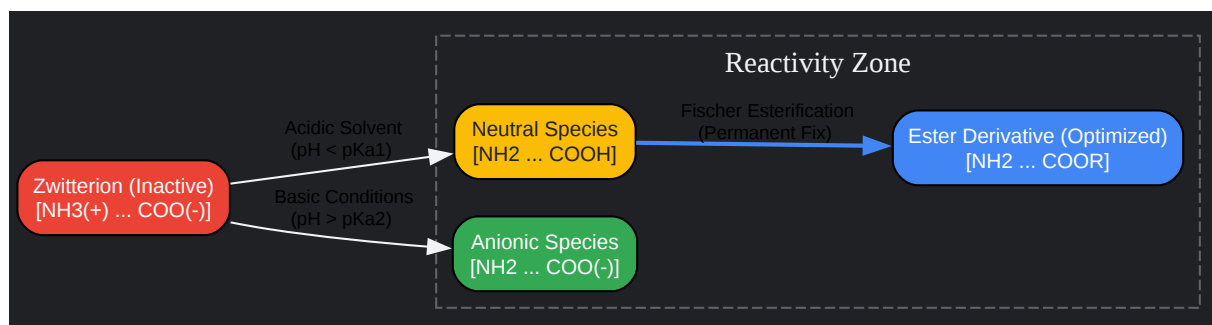 Reactivity Zone
Acidic Solvent
(pH < pKa1)
Neutral Species
[NH2 ... COOH]
Fischer Esterification
(Permanent Fix)
Ester Derivative (Optimized)
[NH2 ... COOR]
Zwitterion (Inactive)
[NH3(+) ... COO(-)]
Basic Conditions
(pH > pKa2)
Anionic Species
[NH2 ... COO(-)]